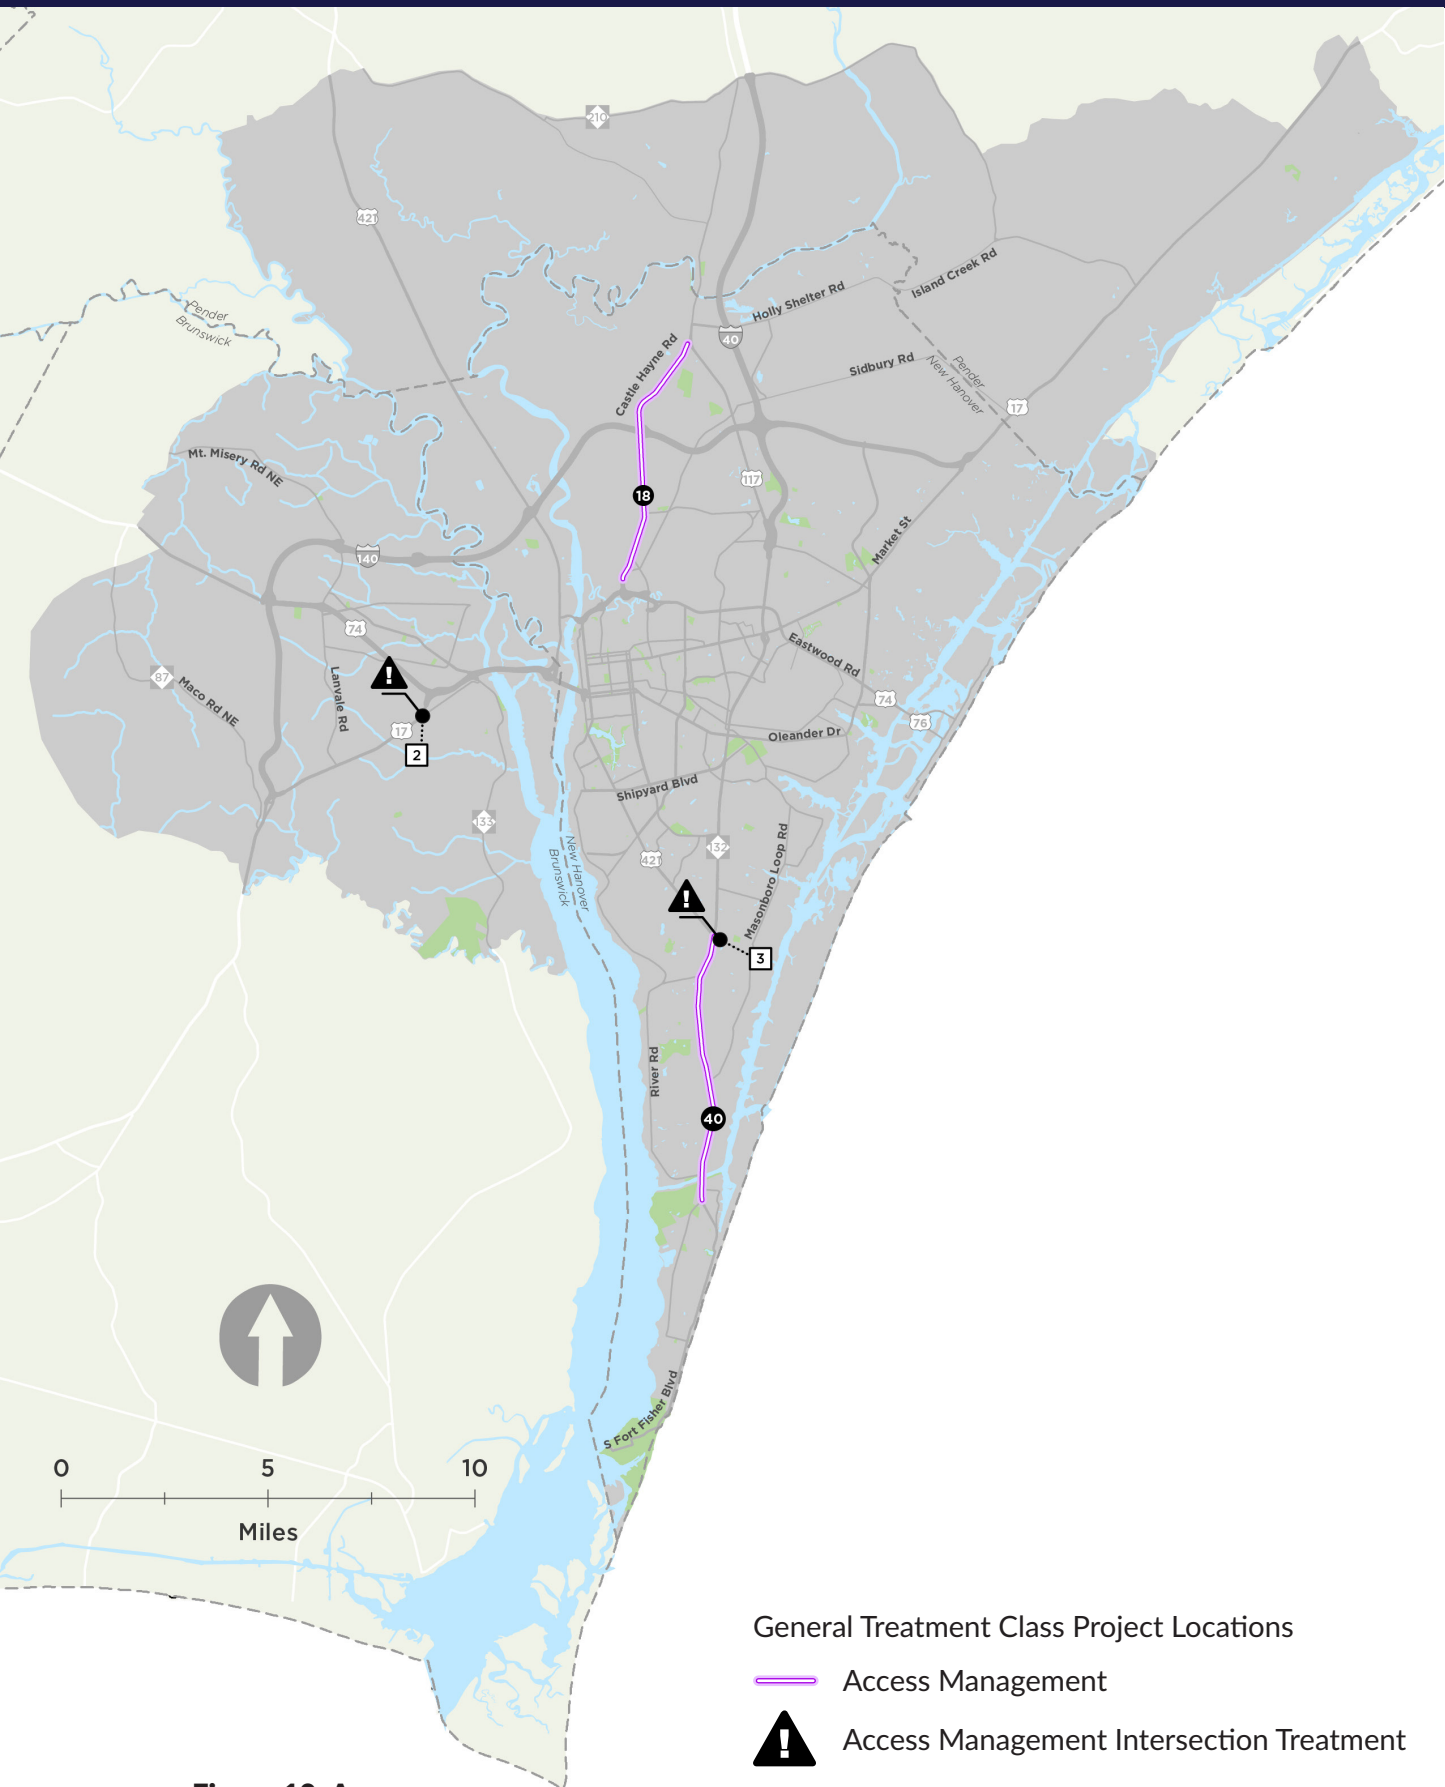 210
421
Island Creek Rd
Holly Shelter Rd
Pender
Brunswick
40
Castle Hayne Rd
Sidbury Rd
Pender
New Hanover
17
Mt. Misery Rd NE
117
18
Market St
140
74
Eastwood Rd
87
Maco Rd NE
Lanvale Rd
74
76
17
Oleander Dr
2
Shipyard Blvd
133
132
421
New Hanover
Brunswick
Masonboro Loop Rd
3
River Rd
40
S Fort Fisher Blvd
0 5 10
Miles
General Treatment Class Project Locations
Access Management
Access Management Intersection Treatment